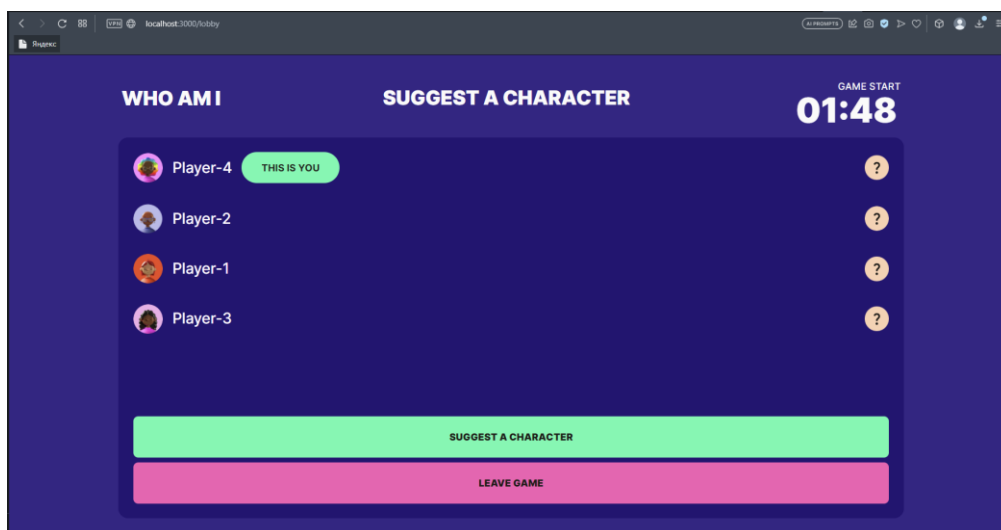 VPN localhost:3000/lobby AI PROMPTS
Яндекс
WHO AM I
SUGGEST A CHARACTER
GAME START
01:48
Player-4 THIS IS YOU ?
Player-2 ?
Player-1 ?
Player-3 ?
SUGGEST A CHARACTER
LEAVE GAME